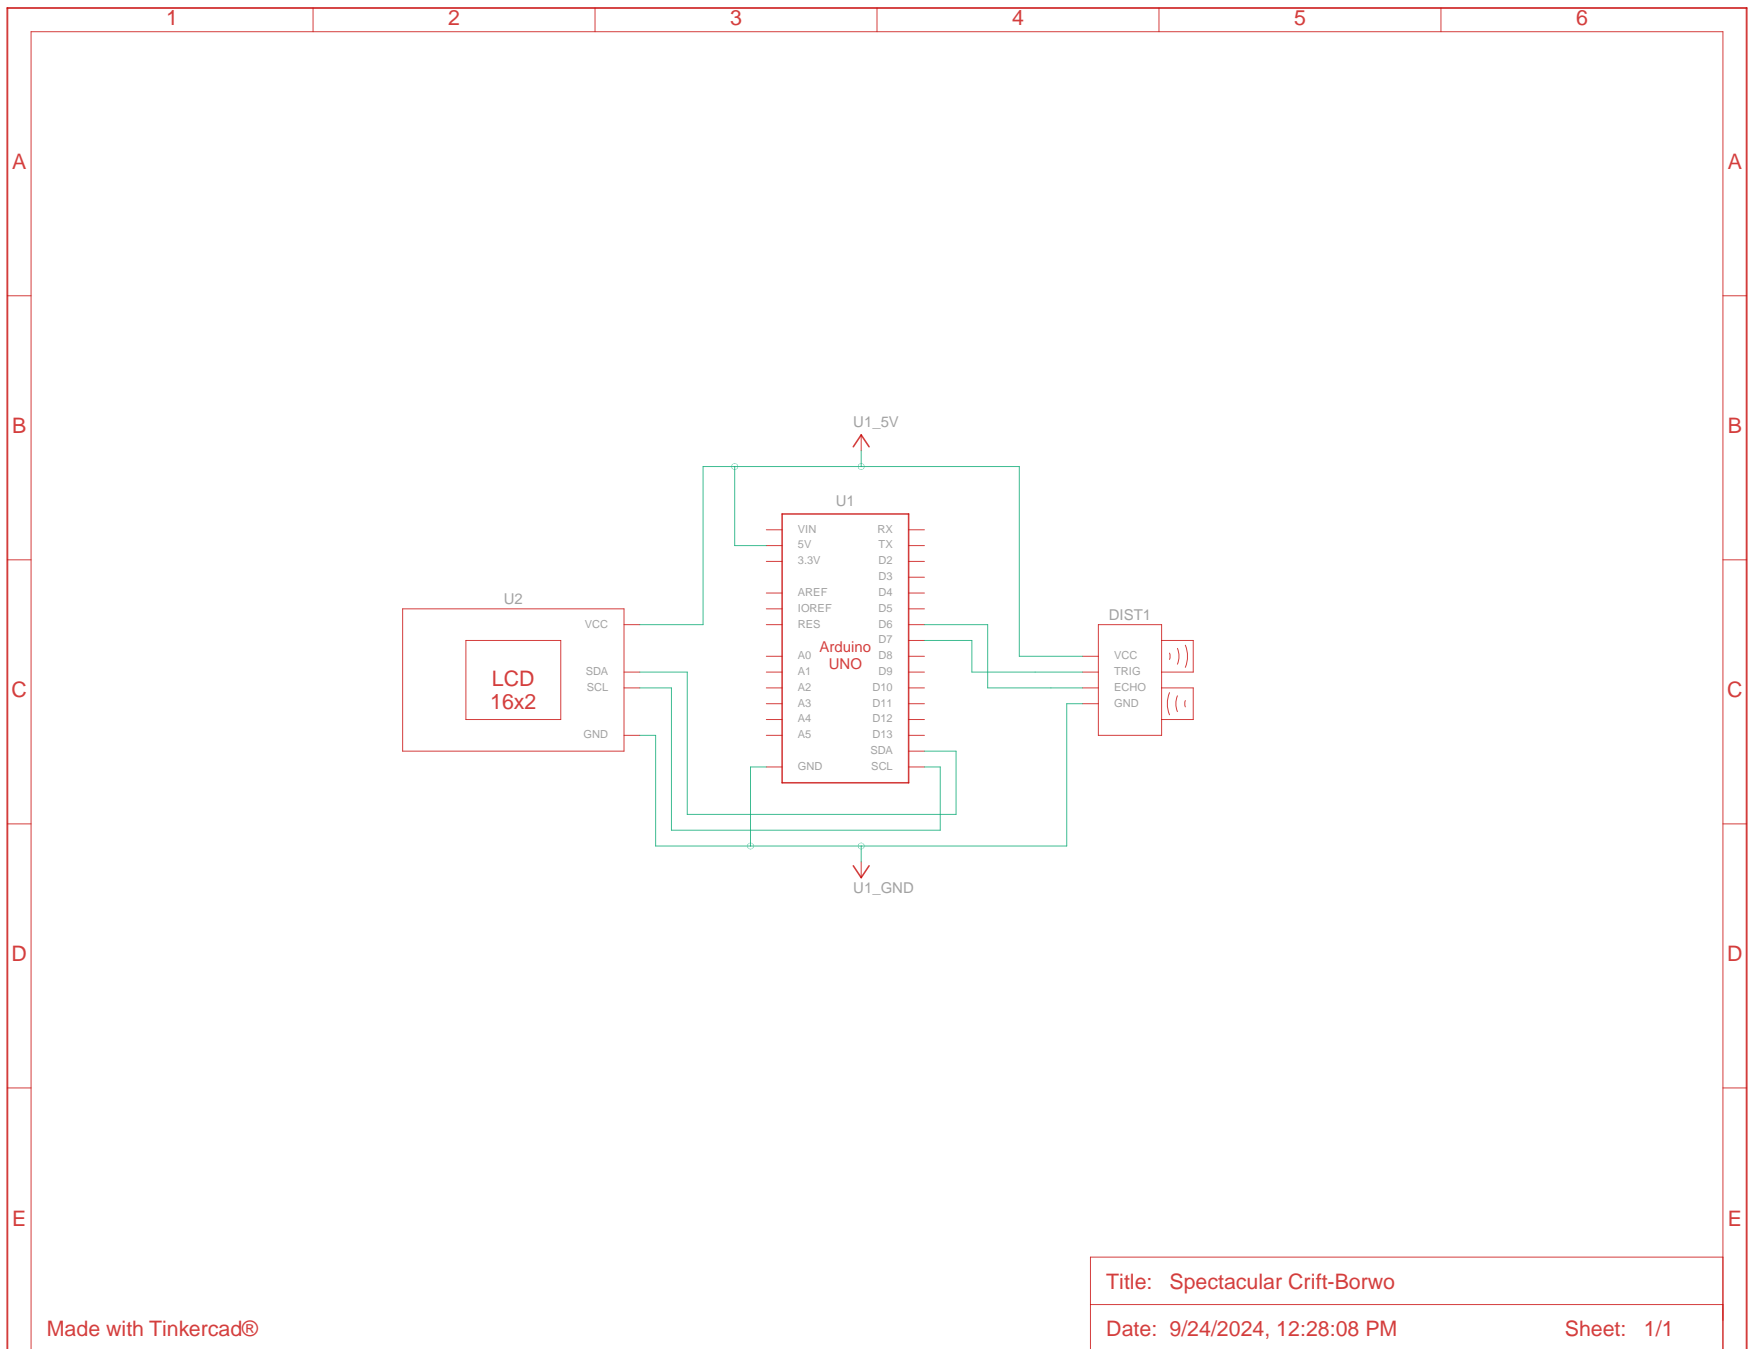 1 2 3 4 5 6
A A
B B
U1_5V
U1
VIN RX
5V TX
3.3V D2
D3
AREF D4
IOREF D5
RES D6
D7
A0 D8
A1 D9
A2 D10
A3 D11
A4 D12
A5 D13
SDA
GND SCL
Arduino
UNO
U2
VCC
SDA
SCL
GND
LCD
16x2
DIST1
VCC
TRIG
ECHO
GND
C C
U1_GND
D D
E E
Title: Spectacular Crift-Borwo
Made with Tinkercad®
Date: 9/24/2024, 12:28:08 PM Sheet: 1/1